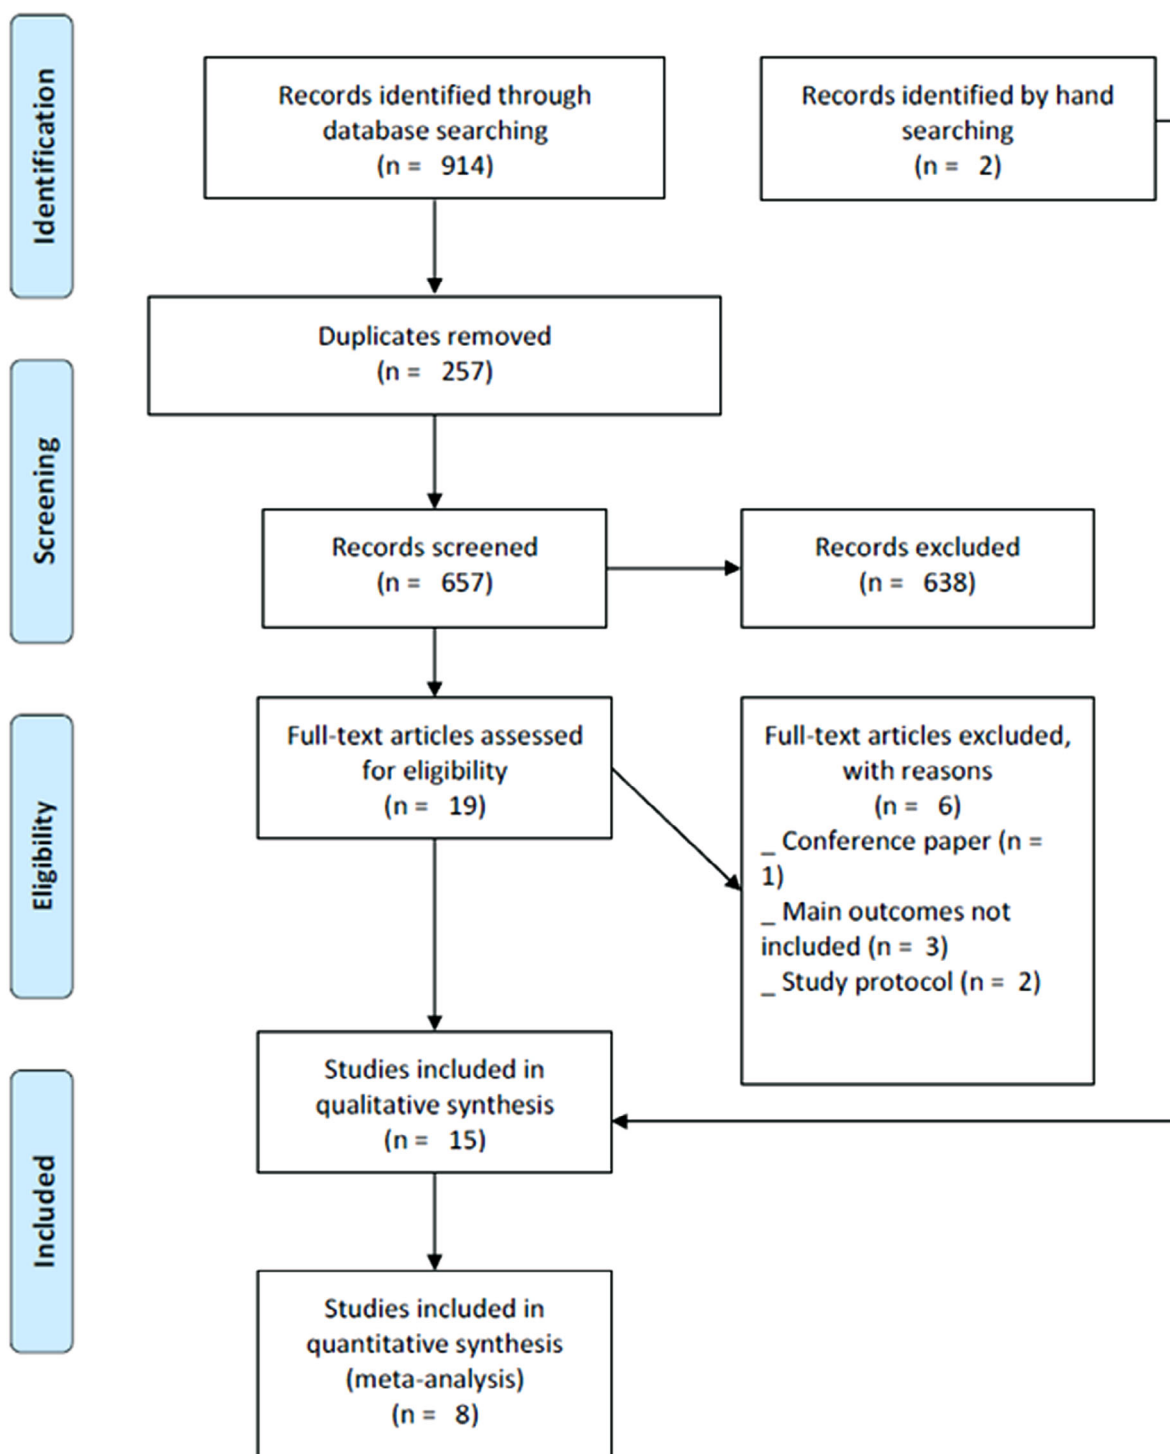 Identification
Records identified through
database searching
(n =   914)
Records identified by hand
searching
(n =   2)
Duplicates removed
(n =   257)
Screening
Records screened
(n =   657)
Records excluded
(n =   638)
Eligibility
Full-text articles assessed
for eligibility
(n =   19)
Full-text articles excluded,
with reasons
(n =   6)
_ Conference paper (n =
1)
_ Main outcomes not
included (n =  3)
_ Study protocol (n =  2)
Included
Studies included in
qualitative synthesis
(n =   15)
Studies included in
quantitative synthesis
(meta-analysis)
(n =   8)